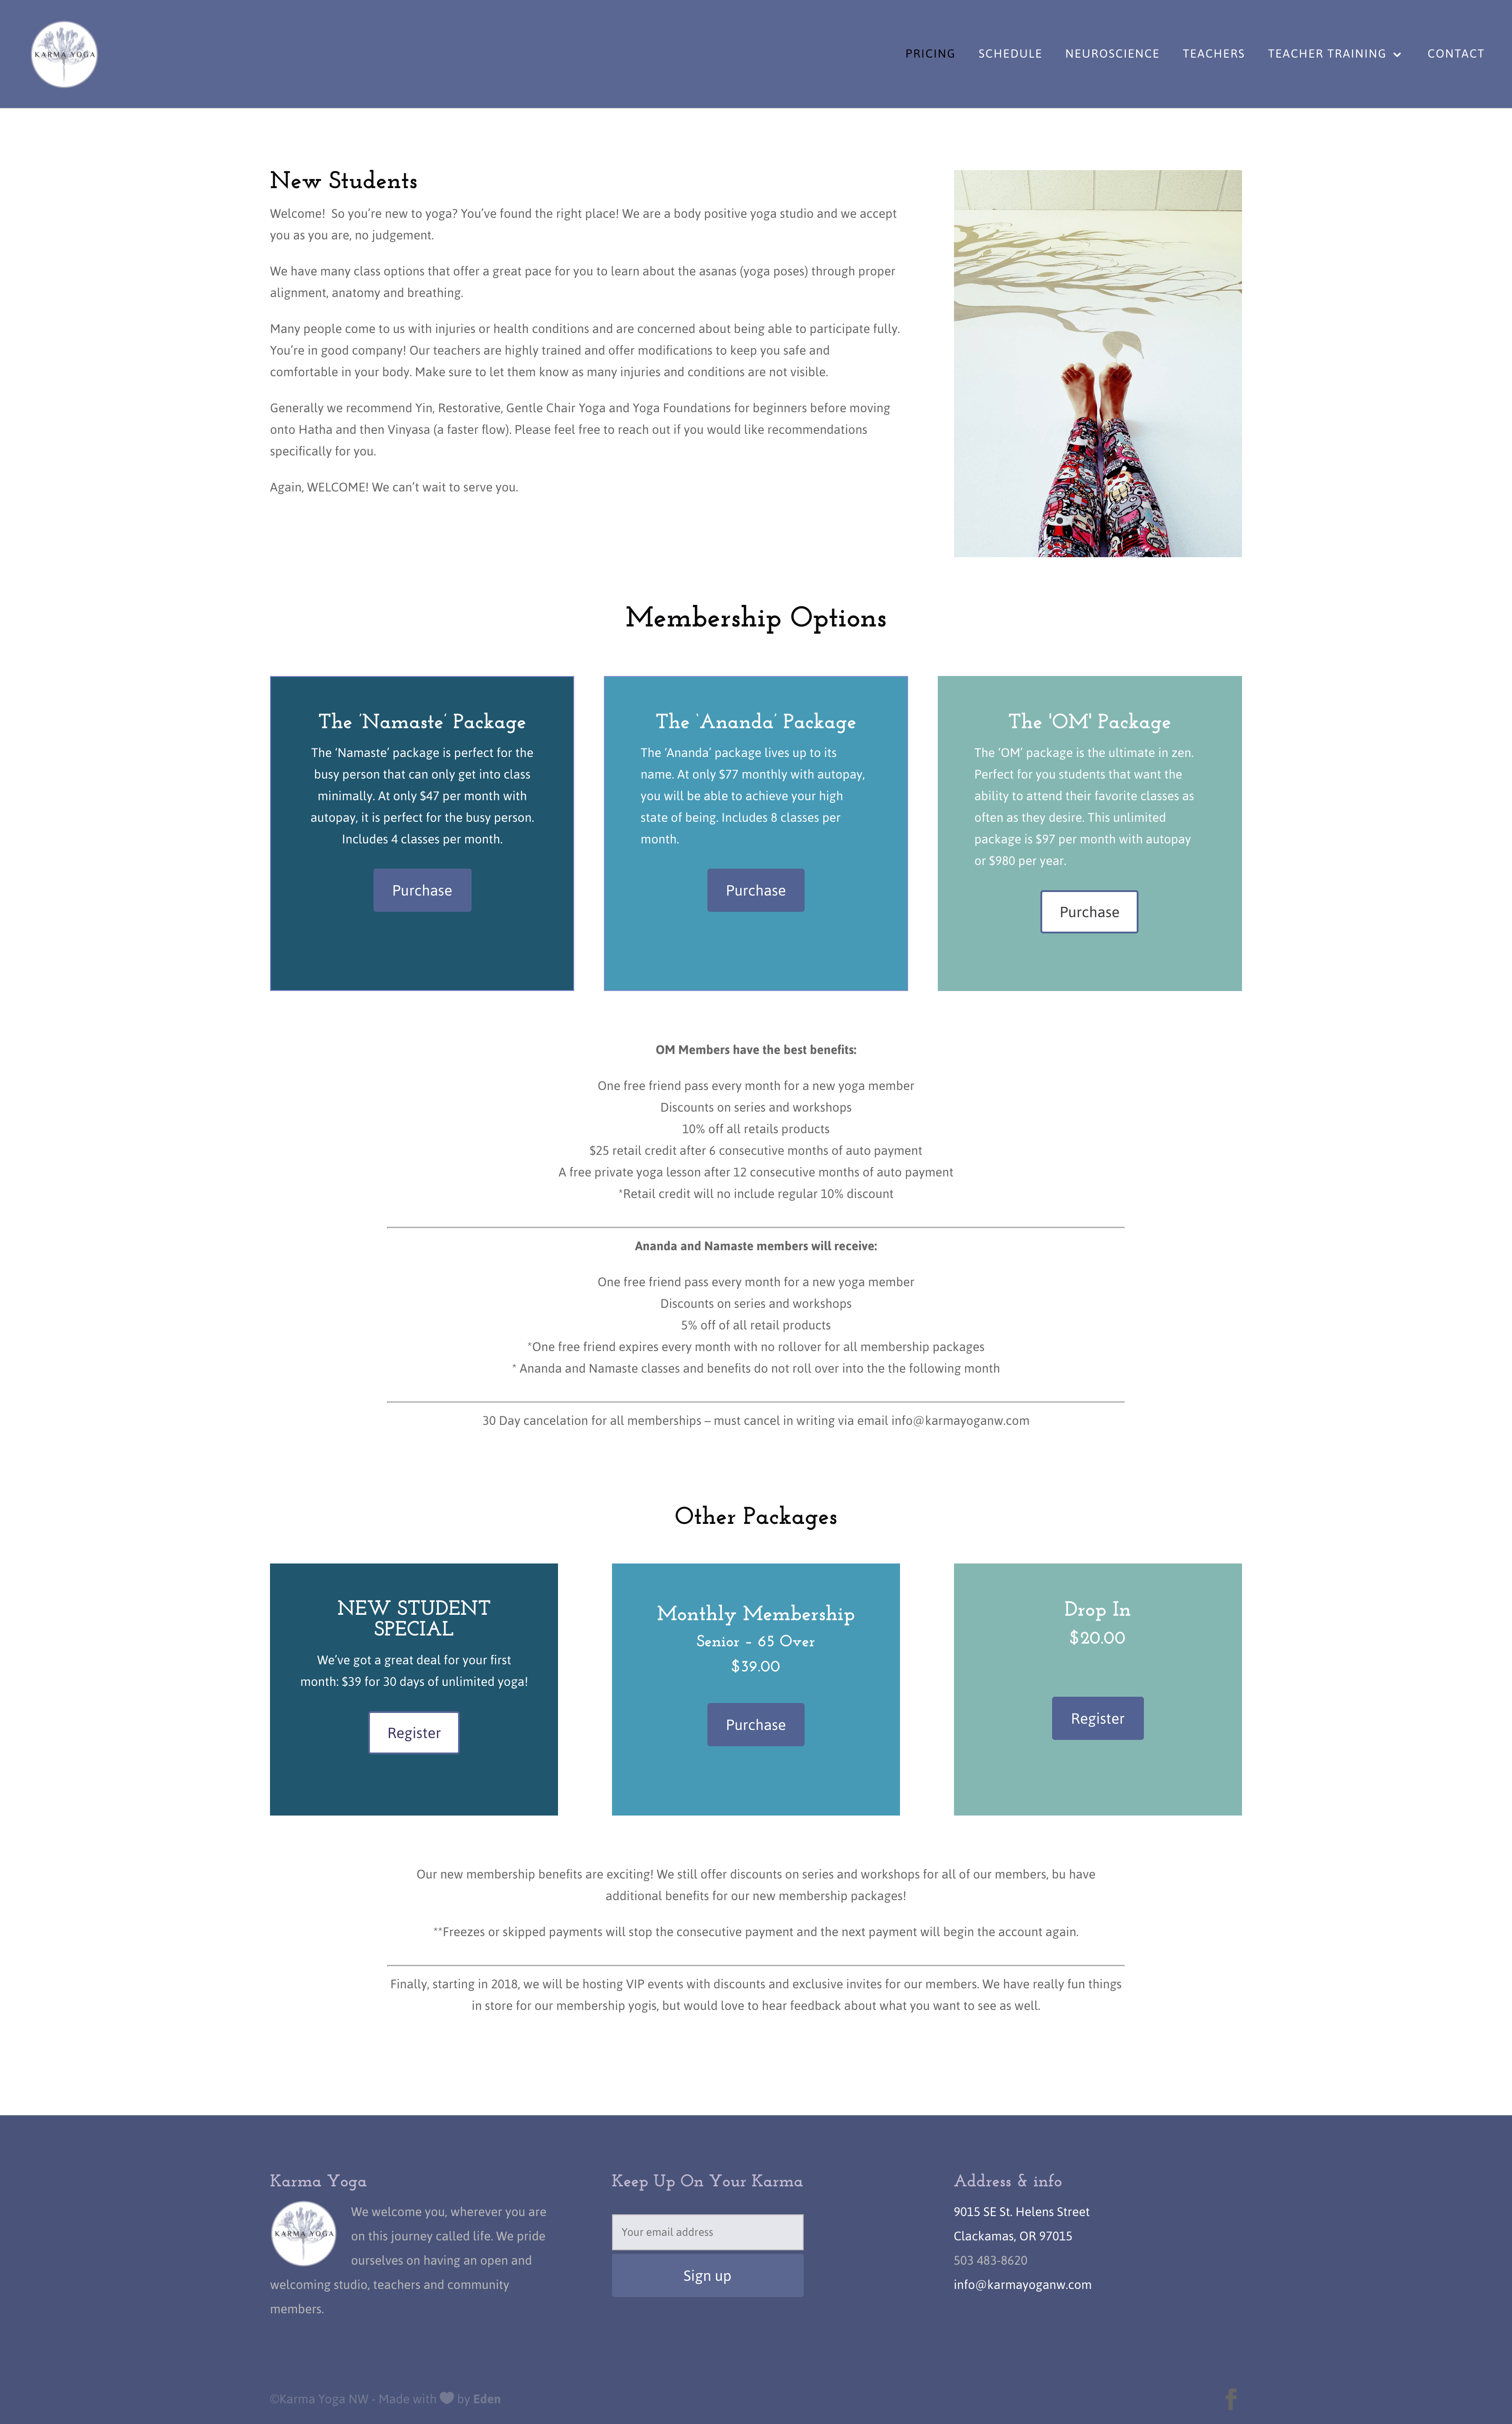 KARMA YOGA
PRICING SCHEDULE NEUROSCIENCE TEACHERS TEACHER TRAINING CONTACT
New Students
Welcome!  So you’re new to yoga? You’ve found the right place! We are a body positive yoga studio and we accept
you as you are, no judgement.
We have many class options that offer a great pace for you to learn about the asanas (yoga poses) through proper
alignment, anatomy and breathing.
Many people come to us with injuries or health conditions and are concerned about being able to participate fully.
You’re in good company! Our teachers are highly trained and offer modifications to keep you safe and
comfortable in your body. Make sure to let them know as many injuries and conditions are not visible.
Generally we recommend Yin, Restorative, Gentle Chair Yoga and Yoga Foundations for beginners before moving
onto Hatha and then Vinyasa (a faster flow). Please feel free to reach out if you would like recommendations
specifically for you.
Again, WELCOME! We can’t wait to serve you.
Membership Options
The ‘Namaste’ Package
The ‘Namaste’ package is perfect for the
busy person that can only get into class
minimally. At only $47 per month with
autopay, it is perfect for the busy person.
Includes 4 classes per month.
Purchase
The ‘Ananda’ Package
The ‘Ananda’ package lives up to its
name. At only $77 monthly with autopay,
you will be able to achieve your high
state of being. Includes 8 classes per
month.
Purchase
The 'OM' Package
The ‘OM’ package is the ultimate in zen.
Perfect for you students that want the
ability to attend their favorite classes as
often as they desire. This unlimited
package is $97 per month with autopay
or $980 per year.
Purchase
OM Members have the best benefits:
One free friend pass every month for a new yoga member
Discounts on series and workshops
10% off all retails products
$25 retail credit after 6 consecutive months of auto payment
A free private yoga lesson after 12 consecutive months of auto payment
*Retail credit will no include regular 10% discount
Ananda and Namaste members will receive:
One free friend pass every month for a new yoga member
Discounts on series and workshops
5% off of all retail products
*One free friend expires every month with no rollover for all membership packages
* Ananda and Namaste classes and benefits do not roll over into the the following month
30 Day cancelation for all memberships – must cancel in writing via email info@karmayoganw.com
Other Packages
NEW STUDENT
SPECIAL
We’ve got a great deal for your first
month: $39 for 30 days of unlimited yoga!
Register
Monthly Membership
Senior – 65 Over
$39.00
Purchase
Drop In
$20.00
Register
Our new membership benefits are exciting! We still offer discounts on series and workshops for all of our members, bu have
additional benefits for our new membership packages!
**Freezes or skipped payments will stop the consecutive payment and the next payment will begin the account again.
Finally, starting in 2018, we will be hosting VIP events with discounts and exclusive invites for our members. We have really fun things
in store for our membership yogis, but would love to hear feedback about what you want to see as well.
Karma Yoga
KARMA YOGA
We welcome you, wherever you are
on this journey called life. We pride
ourselves on having an open and
welcoming studio, teachers and community
members.
Keep Up On Your Karma
Your email address
Sign up
Address & info
9015 SE St. Helens Street
Clackamas, OR 97015
503 483-8620
info@karmayoganw.com
©Karma Yoga NW - Made with by Eden